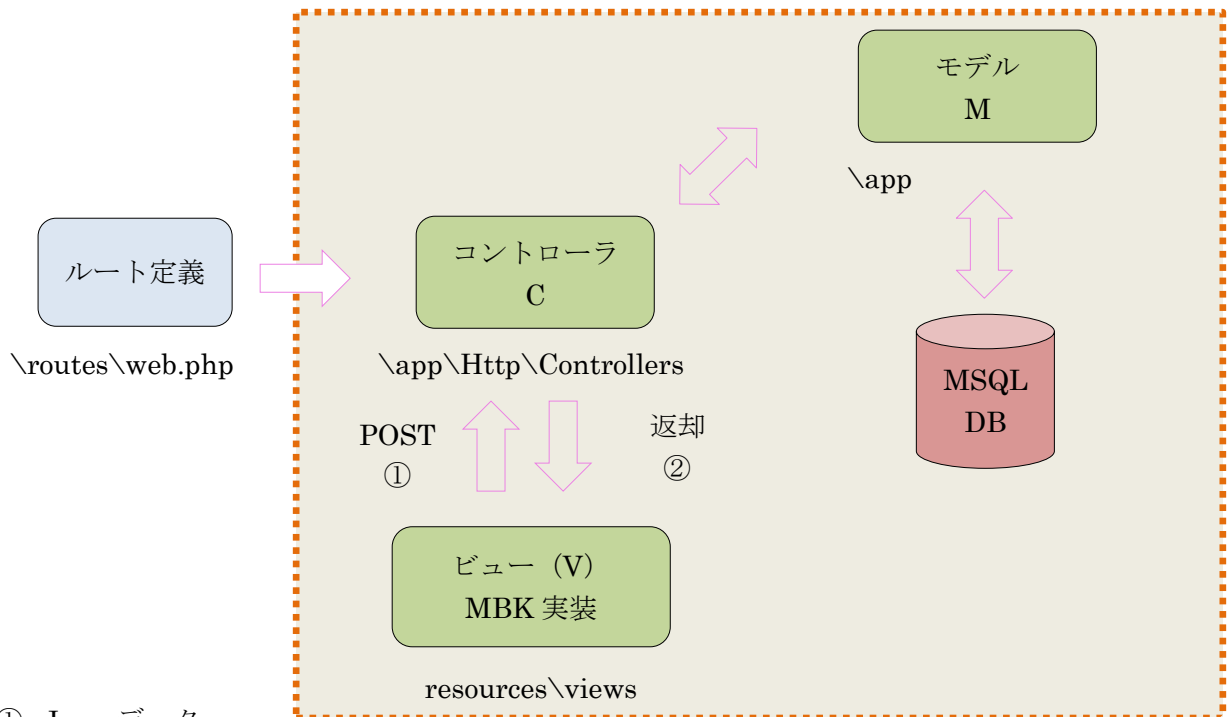 モデル
M
\app
ルート定義
\routes\web.php
コントローラ
C
\app\Http\Controllers
MSQL
DB
POST
①
返却
②
ビュー（V）
MBK 実装
resources\views